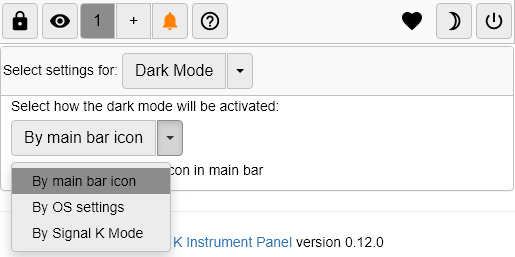 1 +
Select settings for: Dark Mode
Select how the dark mode will be activated:
By main bar icon
By main bar icon
con in main bar
By OS settings
By Signal K Mode
K Instrument Panel version 0.12.0